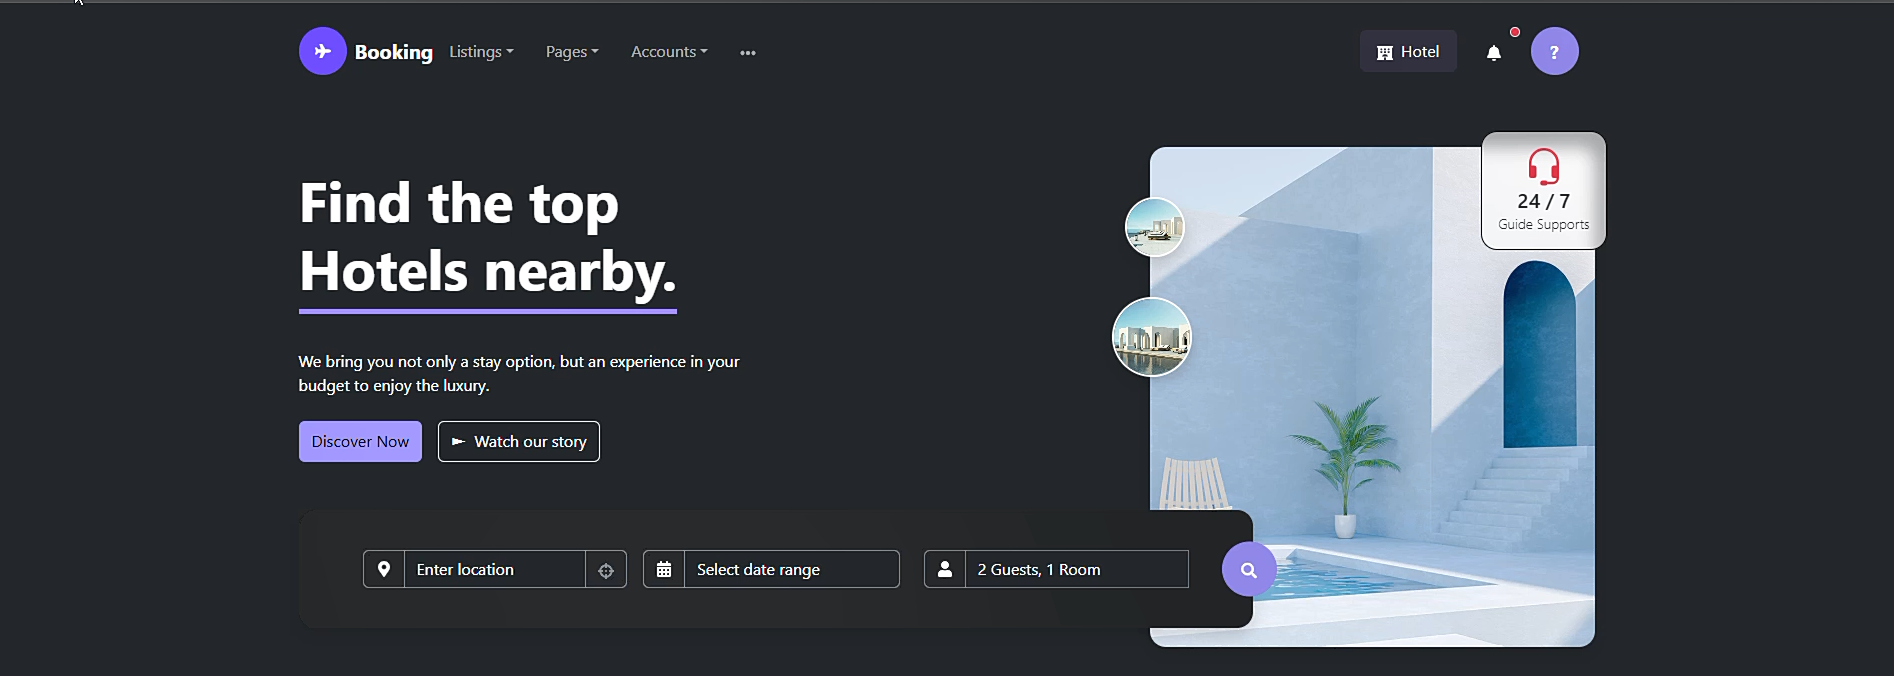 Booking Listings Pages Accounts ••• Hotel ?
24 / 7
Guide Supports
Find the top
Hotels nearby.
We bring you not only a stay option, but an experience in your
budget to enjoy the luxury.
Discover Now Watch our story
Enter location Select date range 2 Guests, 1 Room